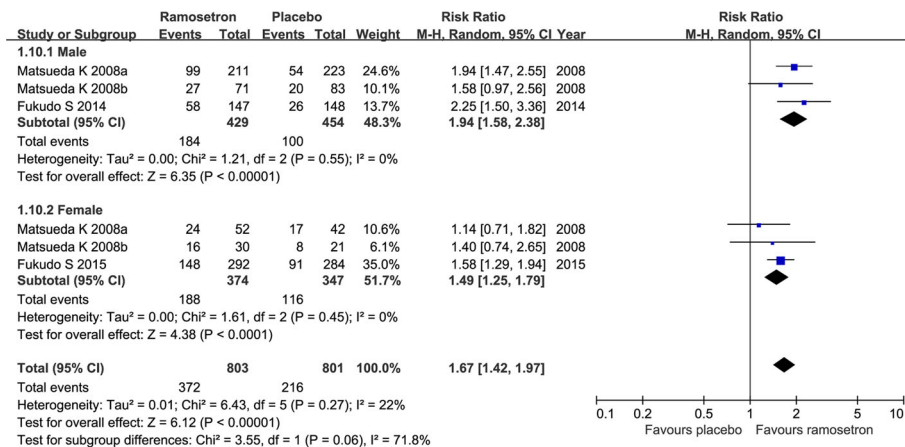 Ramosetron Placebo Risk Ratio Risk Ratio
Study or Subgroup Events Total Events Total Weight M-H. Random. 95% CI Year M-H. Random. 95% CI
1.10.1 Male
Matsueda K 2008a 99 211 54 223 24.6% 1.94 [1.47, 2.55] 2008
Matsueda K 2008b 27 71 20 83 10.1% 1.58 [0.97, 2.56] 2008
Fukudo S 2014 58 147 26 148 13.7% 2.25 [1.50, 3.36] 2014
Subtotal (95% CI) 429 454 48.3% 1.94 [1.58, 2.38]
Total events 184 100
Heterogeneity: Tau² = 0.00; Chi² = 1.21, df = 2 (P = 0.55); I² = 0%
Test for overall effect: Z = 6.35 (P < 0.00001)
1.10.2 Female
Matsueda K 2008a 24 52 17 42 10.6% 1.14 [0.71, 1.82] 2008
Matsueda K 2008b 16 30 8 21 6.1% 1.40 [0.74, 2.65] 2008
Fukudo S 2015 148 292 91 284 35.0% 1.58 [1.29, 1.94] 2015
Subtotal (95% CI) 374 347 51.7% 1.49 [1.25, 1.79]
Total events 188 116
Heterogeneity: Tau² = 0.00; Chi² = 1.61, df = 2 (P = 0.45); I² = 0%
Test for overall effect: Z = 4.38 (P < 0.0001)
Total (95% CI) 803 801 100.0% 1.67 [1.42, 1.97]
Total events 372 216
Heterogeneity: Tau² = 0.01; Chi² = 6.43, df = 5 (P = 0.27); I² = 22%
Test for overall effect: Z = 6.12 (P < 0.00001)
Test for subgroup differences: Chi² = 3.55, df = 1 (P = 0.06), I² = 71.8%
0.1 0.2 0.5 1 2 5 10
Favours placebo Favours ramosetron